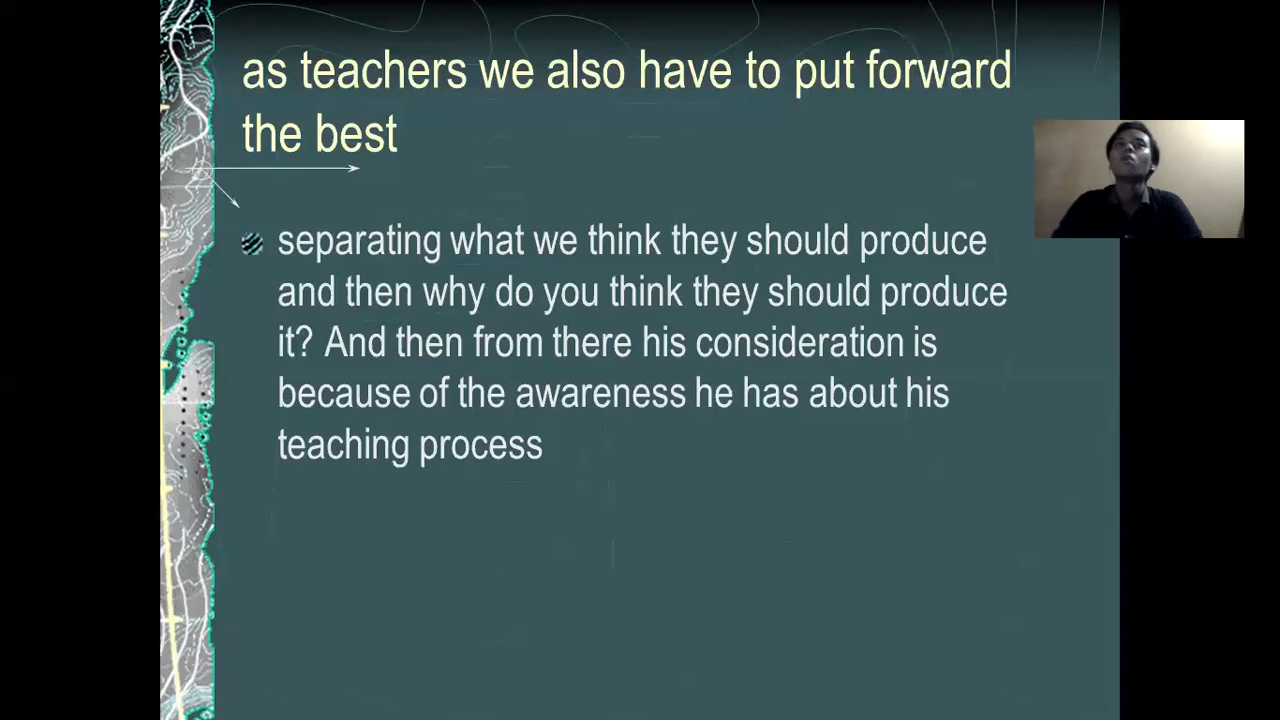 as teachers we also have to put forward
the best
separating what we think they should produce
and then why do you think they should produce
it? And then from there his consideration is
because of the awareness he has about his
teaching process